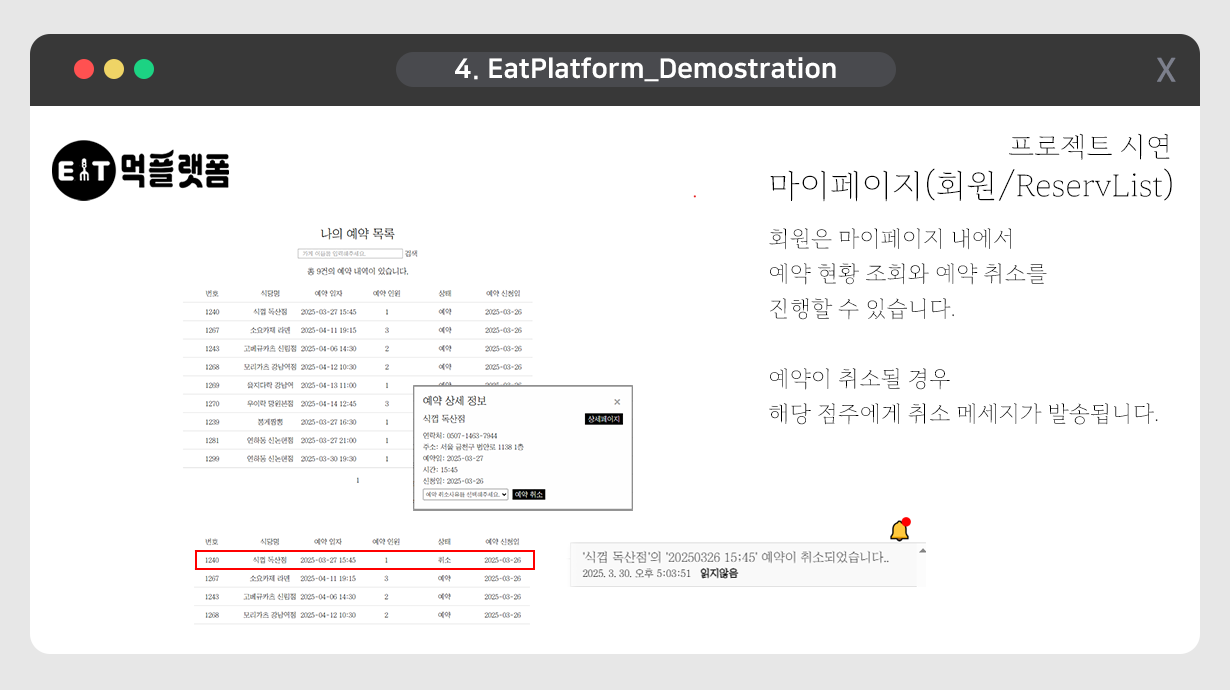 4. EatPlatform_Demostration
X
EAT 먹플랫폼
프로젝트 시연
마이페이지(회원/ReservList)
회원은 마이페이지 내에서
예약 현황 조회와 예약 취소를
진행할 수 있습니다.
예약이 취소될 경우
해당 점주에게 취소 메세지가 발송됩니다.
나의 예약 목록
가게 이름을 입력해주세요. 검색
총 9건의 예약 내역이 있습니다.
번호 식당명 예약 일자 예약 인원 상태 예약 신청일
1240 식껍 독산점 2025-03-27 15:45 1 예약 2025-03-26
1267 소요카제 라멘 2025-04-11 19:15 3 예약 2025-03-26
1243 고베규카츠 신림점 2025-04-06 14:30 2 예약 2025-03-26
1268 모리가츠 강남역점 2025-04-12 10:30 2 예약 2025-03-26
1269 을지다락 강남역 2025-04-13 11:00 1 예약 2025-03-26
1270 우이락 망원본점 2025-04-14 12:45 3
1239 뽕계짬뽕 2025-03-27 16:30 1
1281 연하동 신논현점 2025-03-27 21:00 1
1299 연하동 신논현점 2025-03-30 19:30 1
1
예약 상세 정보 ×
식껍 독산점 상세페이지
연락처: 0507-1463-7944
주소: 서울 금천구 범안로 1138 1층
예약일: 2025-03-27
시간: 15:45
신청일: 2025-03-26
예약 취소사유를 선택해주세요. 예약 취소
번호 식당명 예약 일자 예약 인원 상태 예약 신청일
1240 식껍 독산점 2025-03-27 15:45 1 취소 2025-03-26
1267 소요카제 라멘 2025-04-11 19:15 3 예약 2025-03-26
1243 고베규카츠 신림점 2025-04-06 14:30 2 예약 2025-03-26
1268 모리가츠 강남역점 2025-04-12 10:30 2 예약 2025-03-26
'식껍 독산점'의 '20250326 15;45' 예약이 취소되었습니다..
2025. 3. 30. 오후 5:03:51 읽지않음